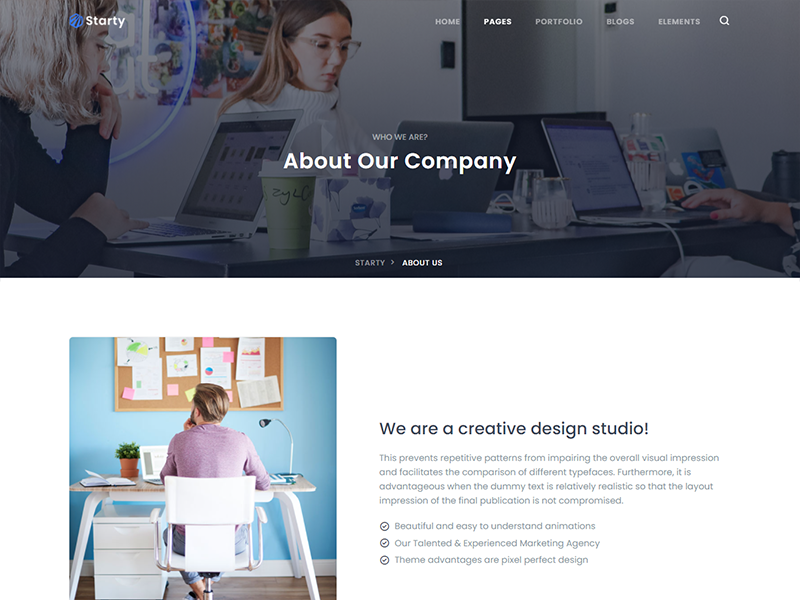 Starty
HOME PAGES PORTFOLIO BLOGS ELEMENTS
WHO WE ARE?
About Our Company
STARTY > ABOUT US
We are a creative design studio!
This prevents repetitive patterns from impairing the overall visual impression
and facilitates the comparison of different typefaces. Furthermore, it is
advantageous when the dummy text is relatively realistic so that the layout
impression of the final publication is not compromised.
Beautiful and easy to understand animations
Our Talented & Experienced Marketing Agency
Theme advantages are pixel perfect design